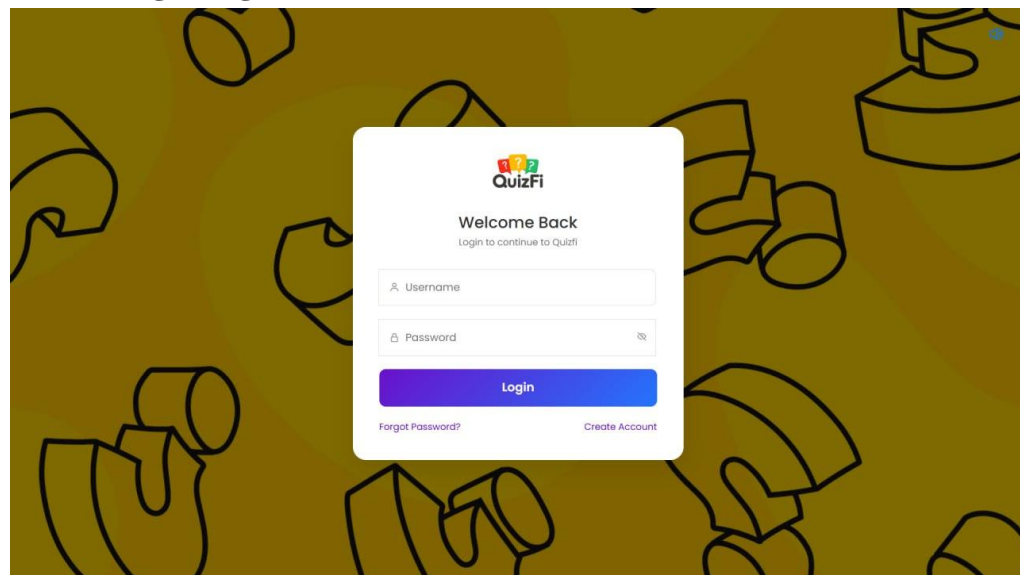 ? ? ?
QuizFi
Welcome Back
Login to continue to Quizfi
Username
Password
Login
Forgot Password? Create Account